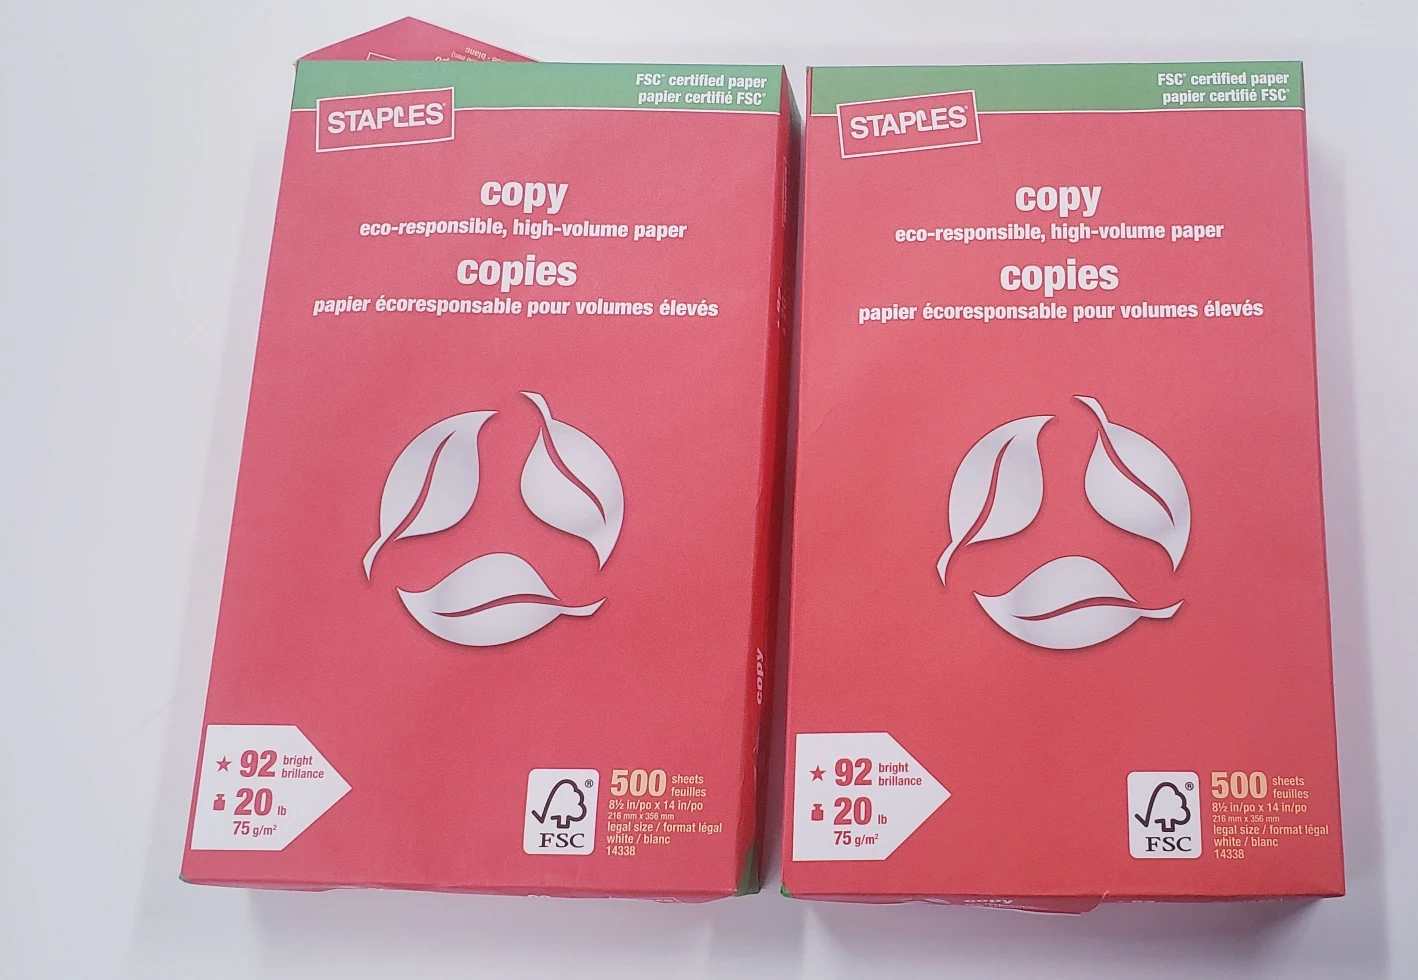 FSC® certified paper
papier certifié FSC®
STAPLES®
copy
eco-responsible, high-volume paper
copies
papier écoresponsable pour volumes élevés
92 bright
brillance
20 lb
75 g/m²
FSC®
500 sheets
feuilles
8½ in/po x 14 in/po
216 mm x 356 mm
legal size / format légal
white / blanc
14338
copy
FSC® certified paper
papier certifié FSC®
STAPLES®
copy
eco-responsible, high-volume paper
copies
papier écoresponsable pour volumes élevés
92 bright
brillance
20 lb
75 g/m²
FSC®
500 sheets
feuilles
8½ in/po x 14 in/po
216 mm x 356 mm
legal size / format légal
white / blanc
14338
copy